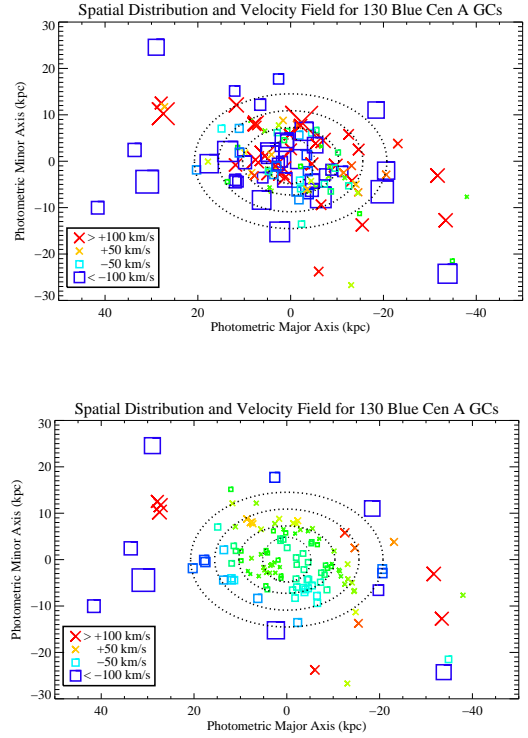 Spatial Distribution and Velocity Field for 130 Blue Cen A GCs
30
20
10
0
−10
−20
−30
Photometric Minor Axis (kpc)
> +100 km/s
+50 km/s
−50 km/s
< −100 km/s
40
20
0
−20
−40
Photometric Major Axis (kpc)
Spatial Distribution and Velocity Field for 130 Blue Cen A GCs
30
20
10
0
−10
−20
−30
Photometric Minor Axis (kpc)
> +100 km/s
+50 km/s
−50 km/s
< −100 km/s
40
20
0
−20
−40
Photometric Major Axis (kpc)